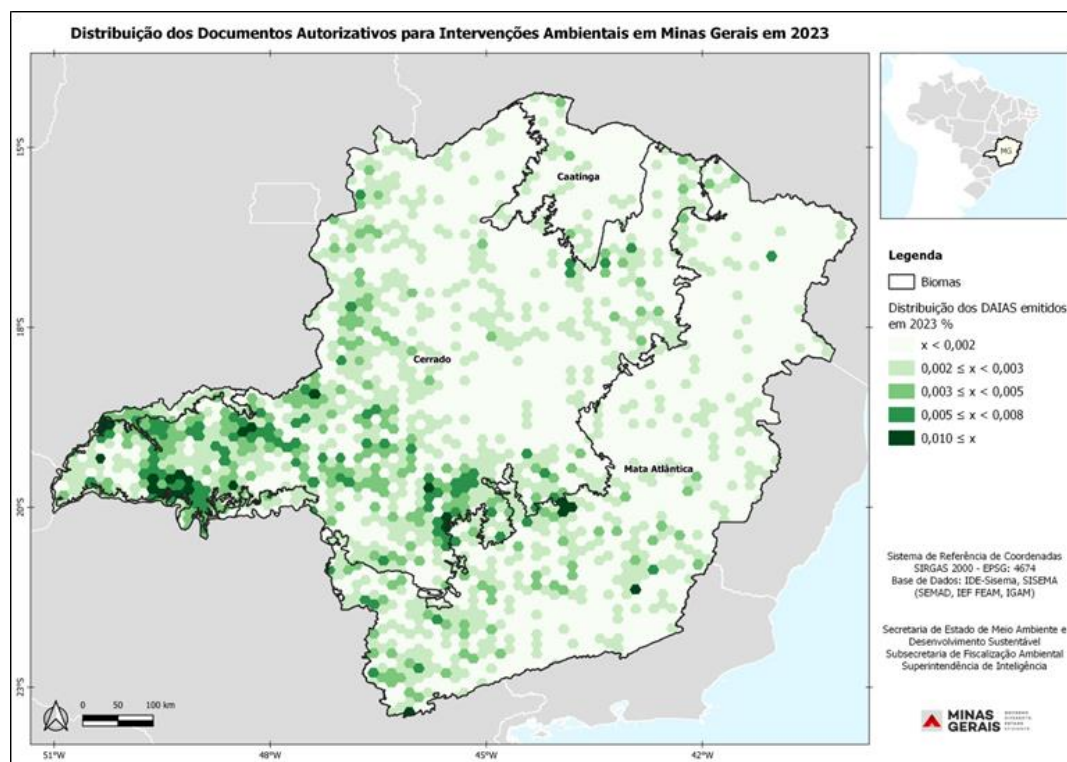 Distribuição dos Documentos Autorizativos para Intervenções Ambientais em Minas Gerais em 2023
15°S
18°S
20°S
23°S
51°W
48°W
45°W
42°W
Caatinga
Cerrado
Mata Atlântica
0
50
100 km
MG
Legenda
Biomas
Distribuição dos DAIAS emitidos
em 2023 %
x < 0,002
0,002 ≤ x < 0,003
0,003 ≤ x < 0,005
0,005 ≤ x < 0,008
0,010 ≤ x
Sistema de Referência de Coordenadas
SIRGAS 2000 - EPSG: 4674
Base de Dados: IDE-Sisema, SISEMA
(SEMAD, IEF FEAM, IGAM)
Secretaria de Estado de Meio Ambiente e
Desenvolvimento Sustentável
Subsecretaria de Fiscalização Ambiental
Superintendência de Inteligência
MINAS
GERAIS